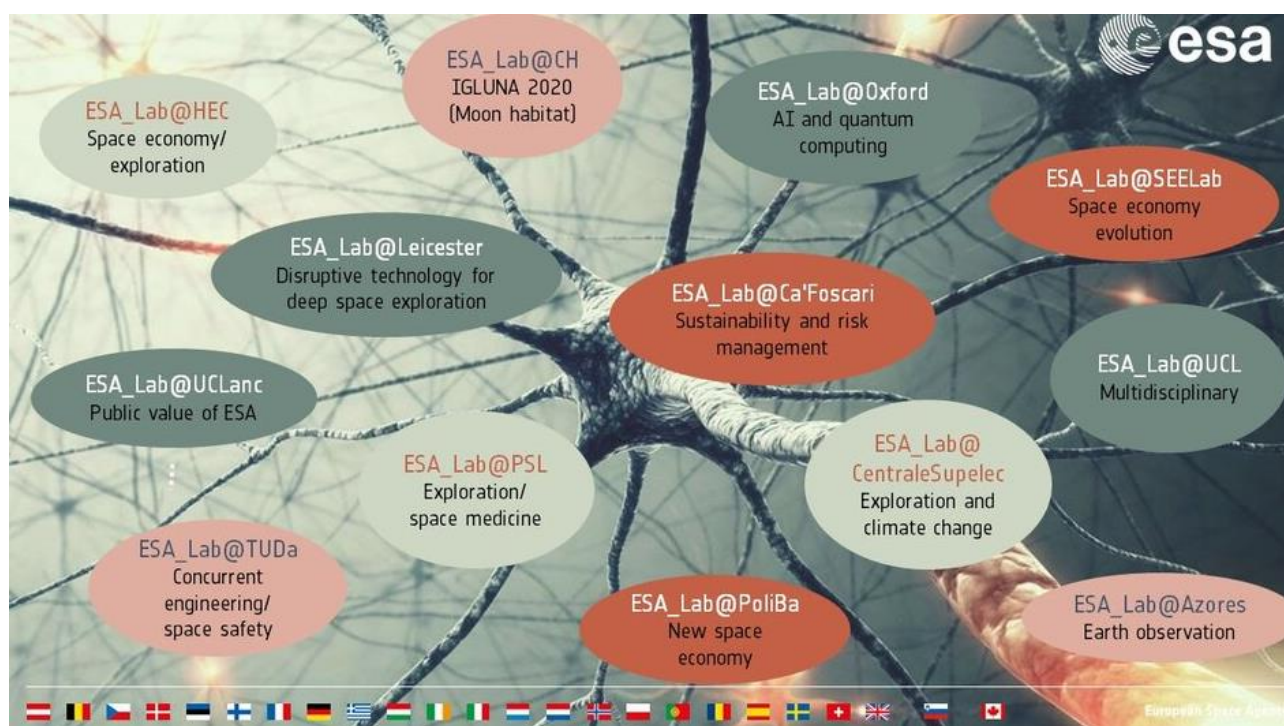 esa
ESA_Lab@CH
IGLUNA 2020
(Moon habitat)
ESA_Lab@HEC
Space economy/
exploration
ESA_Lab@Oxford
AI and quantum
computing
ESA_Lab@SEELab
Space economy
evolution
ESA_Lab@Leicester
Disruptive technology for
deep space exploration
ESA_Lab@Ca'Foscari
Sustainability and risk
management
ESA_Lab@UCLanc
Public value of ESA
ESA_Lab@UCL
Multidisciplinary
ESA_Lab@PSL
Exploration/
space medicine
ESA_Lab@
CentraleSupelec
Exploration and
climate change
ESA_Lab@TUDa
Concurrent
engineering/
space safety
ESA_Lab@PoliBa
New space
economy
ESA_Lab@Azores
Earth observation
European Space Agency